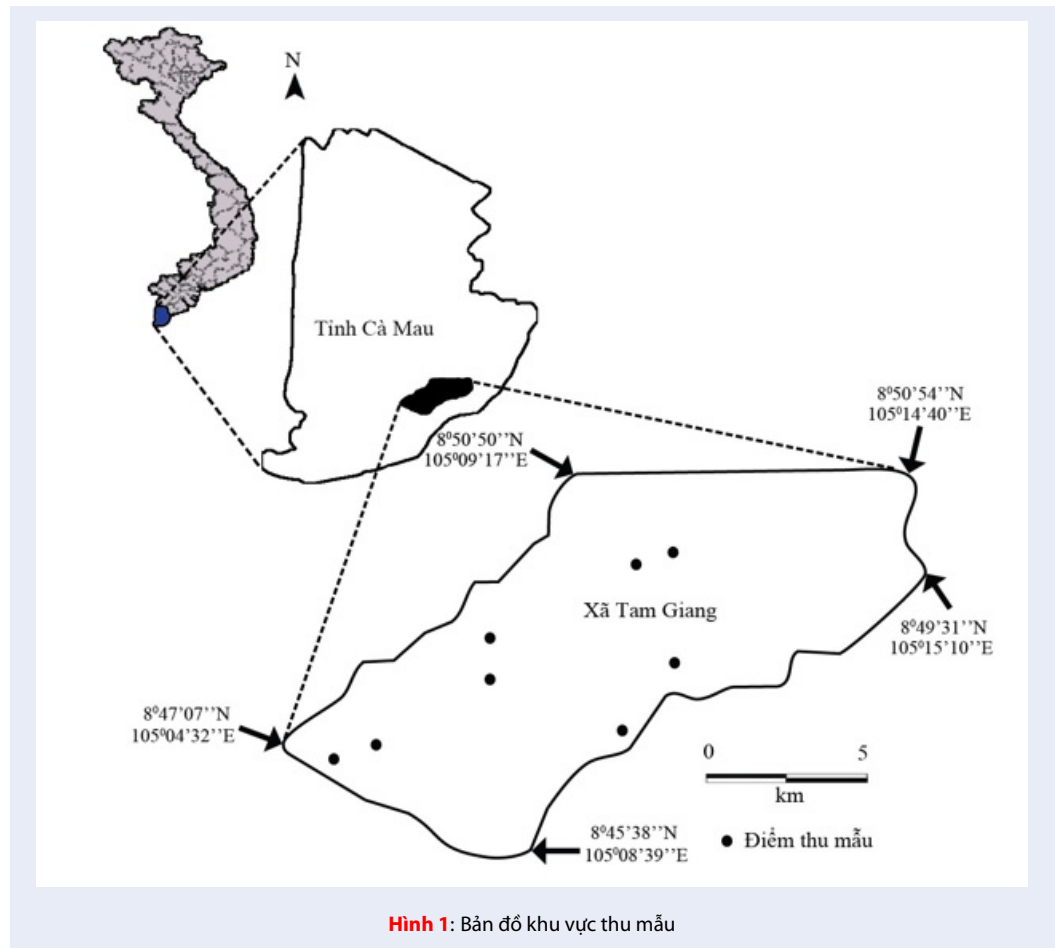 N
Tỉnh Cà Mau
8⁰50’54’’N
105⁰14’40’’E
8⁰50’50’’N
105⁰09’17’’E
Xã Tam Giang
8⁰49’31’’N
105⁰15’10’’E
8⁰47’07’’N
105⁰04’32’’E
0 5
km
8⁰45’38’’N
105⁰08’39’’E
Điểm thu mẫu
Hình 1: Bản đồ khu vực thu mẫu